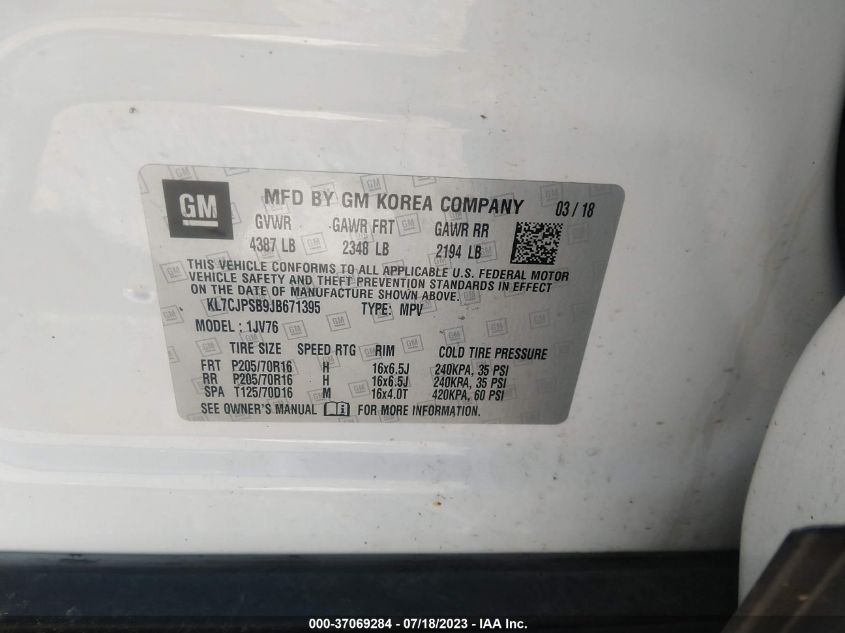 GM
MFD BY GM KOREA COMPANY 03 / 18
GVWR GAWR FRT GAWR RR
4387 LB 2348 LB 2194 LB
THIS VEHICLE CONFORMS TO ALL APPLICABLE U.S. FEDERAL MOTOR
VEHICLE SAFETY AND THEFT PREVENTION STANDARDS IN EFFECT
ON THE DATE OF MANUFACTURE SHOWN ABOVE.
KL7CJPSB9JB671395 TYPE: MPV
MODEL : 1JV76
TIRE SIZE SPEED RTG RIM COLD TIRE PRESSURE
FRT P205/70R16 H 16x6.5J 240KPA, 35 PSI
RR P205/70R16 H 16x6.5J 240KPA, 35 PSI
SPA T125/70D16 M 16x4.0T 420KPA, 60 PSI
SEE OWNER'S MANUAL FOR MORE INFORMATION.
000-37069284 - 07/18/2023 - IAA Inc.